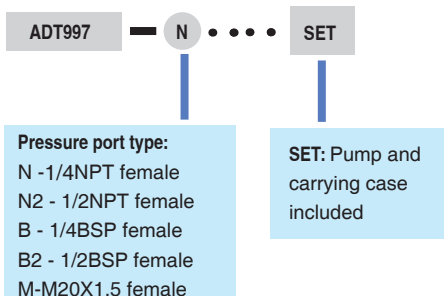 ADT997 N SET
Pressure port type:
N -1/4NPT female
N2 - 1/2NPT female
B - 1/4BSP female
B2 - 1/2BSP female
M-M20X1.5 female
SET: Pump and
carrying case
included